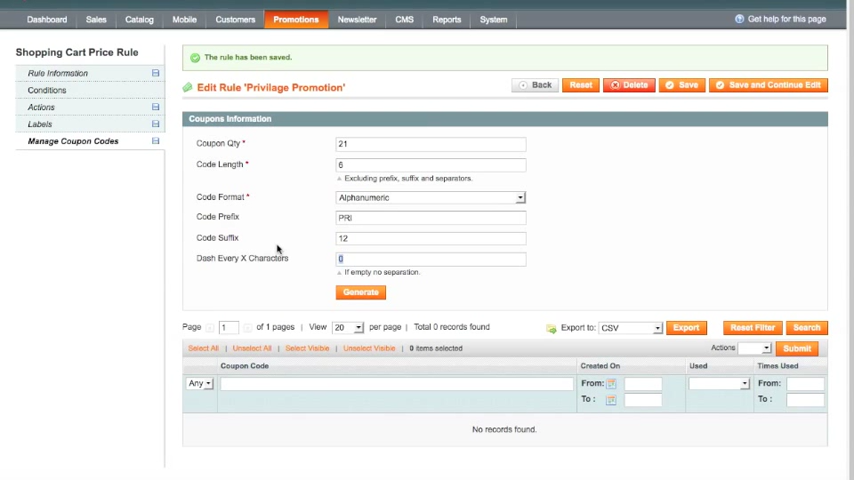 Dashboard Sales Catalog Mobile Customers Promotions Newsletter CMS Reports System Get help for this page
Shopping Cart Price Rule
Rule Information
Conditions
Actions
Labels
Manage Coupon Codes
The rule has been saved.
Edit Rule 'Privilage Promotion' Back Reset Delete Save Save and Continue Edit
Coupons Information
Coupon Qty * 21
Code Length * 6
Excluding prefix, suffix and separators.
Code Format * Alphanumeric
Code Prefix PRI
Code Suffix 12
Dash Every X Characters 0
If empty no separation.
Generate
Page 1 of 1 pages | View 20 per page | Total 0 records found Export to: CSV Export Reset Filter Search
Select All | Unselect All | Select Visible | Unselect Visible | 0 items selected Actions Submit
Coupon Code Created On Used Times Used
Any From: From:
To : To :
No records found.